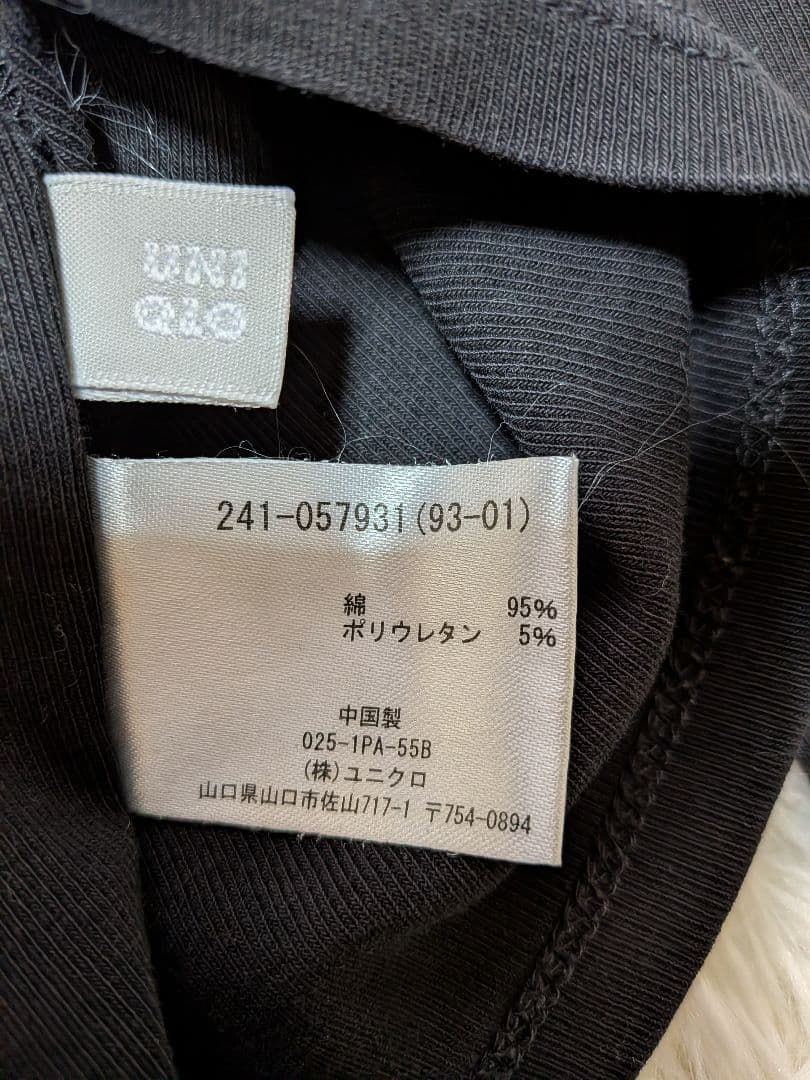 UNI
QLO
241-057931(93-01)
綿 95%
ポリウレタン 5%
中国製
025-1PA-55B
(株)ユニクロ
山口県山口市佐山717-1 〒754-0894